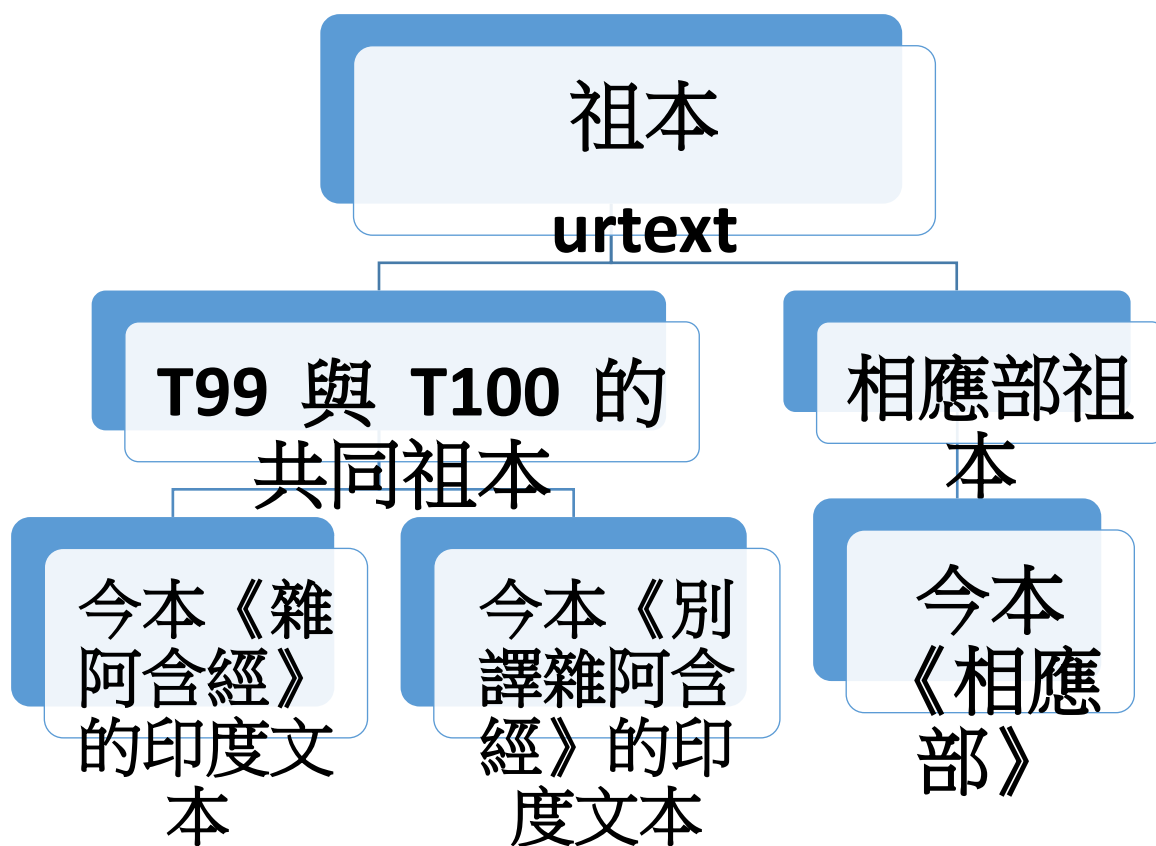 祖本
urtext
T99 與 T100 的
共同祖本
相應部祖
本
今本《雜
阿含經》
的印度文
本
今本《別
譯雜阿含
經》的印
度文本
今本
《相應
部》